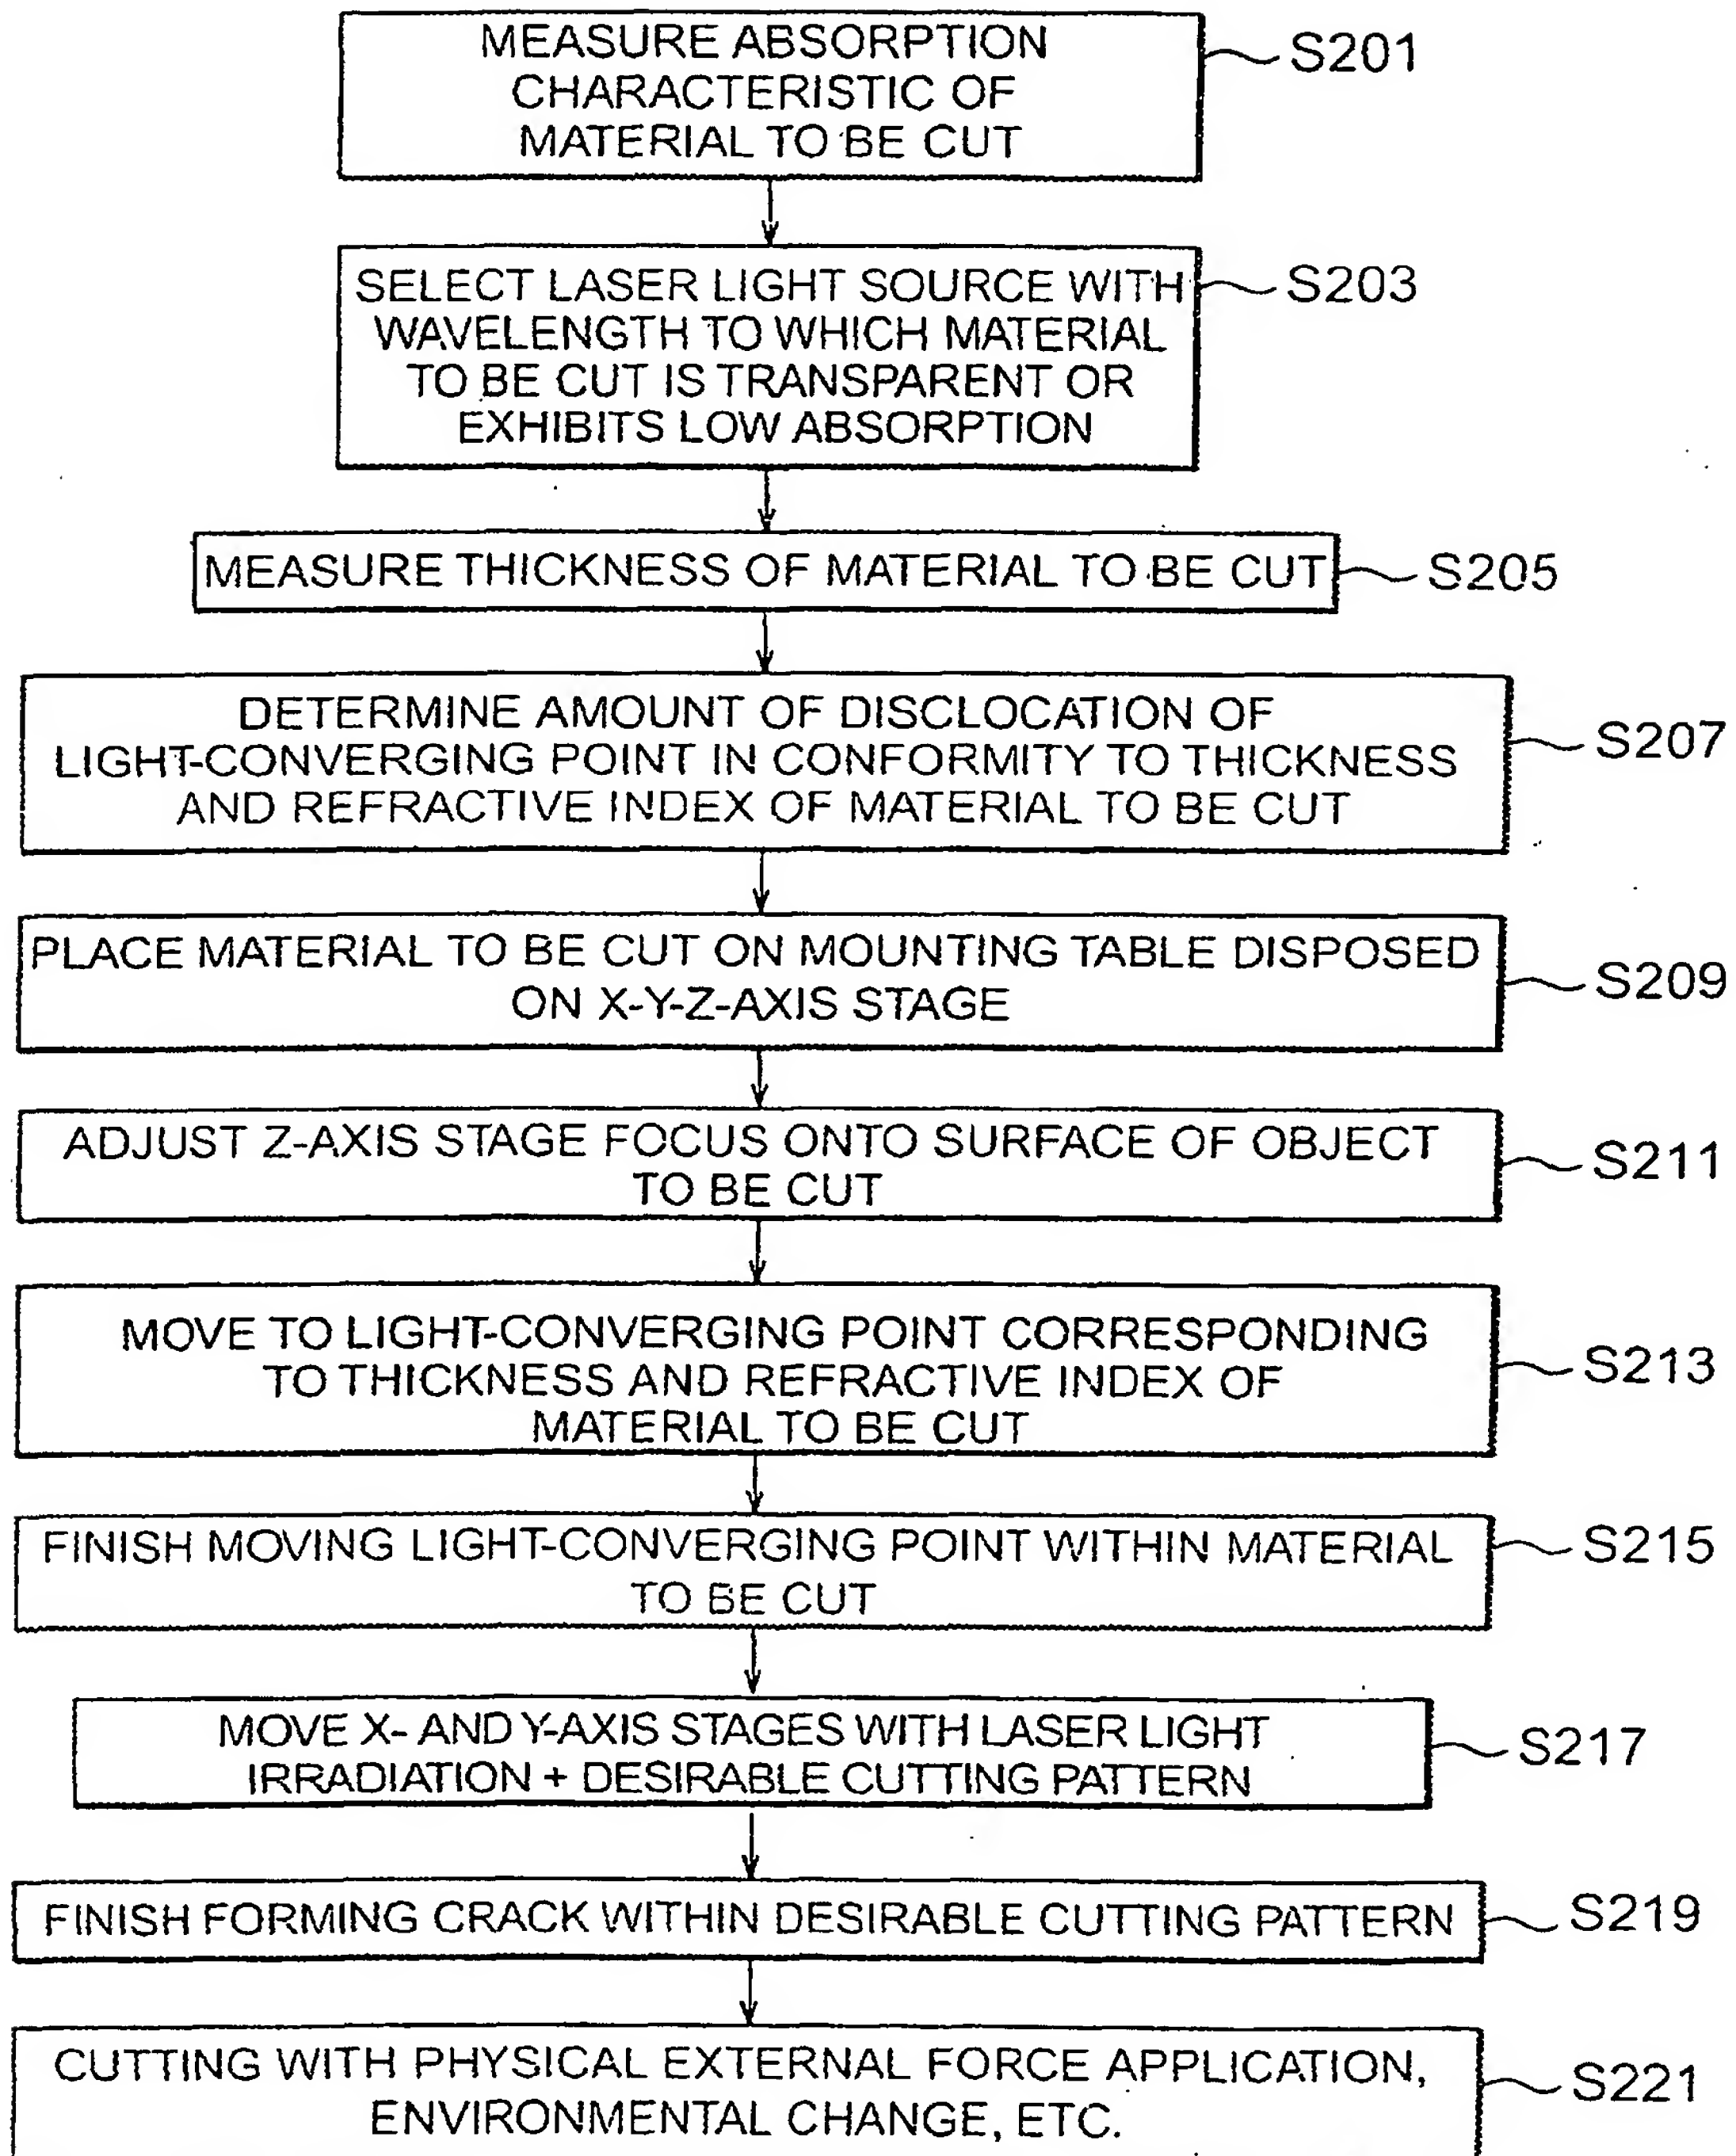 MEASURE ABSORPTION
CHARACTERISTIC OF
MATERIAL TO BE CUT
S201
SELECT LASER LIGHT SOURCE WITH
WAVELENGTH TO WHICH MATERIAL
TO BE CUT IS TRANSPARENT OR
EXHIBITS LOW ABSORPTION
S203
MEASURE THICKNESS OF MATERIAL TO BE CUT
S205
DETERMINE AMOUNT OF DISCLOCATION OF
LIGHT-CONVERGING POINT IN CONFORMITY TO THICKNESS
AND REFRACTIVE INDEX OF MATERIAL TO BE CUT
S207
PLACE MATERIAL TO BE CUT ON MOUNTING TABLE DISPOSED
ON X-Y-Z-AXIS STAGE
S209
ADJUST Z-AXIS STAGE FOCUS ONTO SURFACE OF OBJECT
TO BE CUT
S211
MOVE TO LIGHT-CONVERGING POINT CORRESPONDING
TO THICKNESS AND REFRACTIVE INDEX OF
MATERIAL TO BE CUT
S213
FINISH MOVING LIGHT-CONVERGING POINT WITHIN MATERIAL
TO BE CUT
S215
MOVE X- AND Y-AXIS STAGES WITH LASER LIGHT
IRRADIATION + DESIRABLE CUTTING PATTERN
S217
FINISH FORMING CRACK WITHIN DESIRABLE CUTTING PATTERN
S219
CUTTING WITH PHYSICAL EXTERNAL FORCE APPLICATION,
ENVIRONMENTAL CHANGE, ETC.
S221